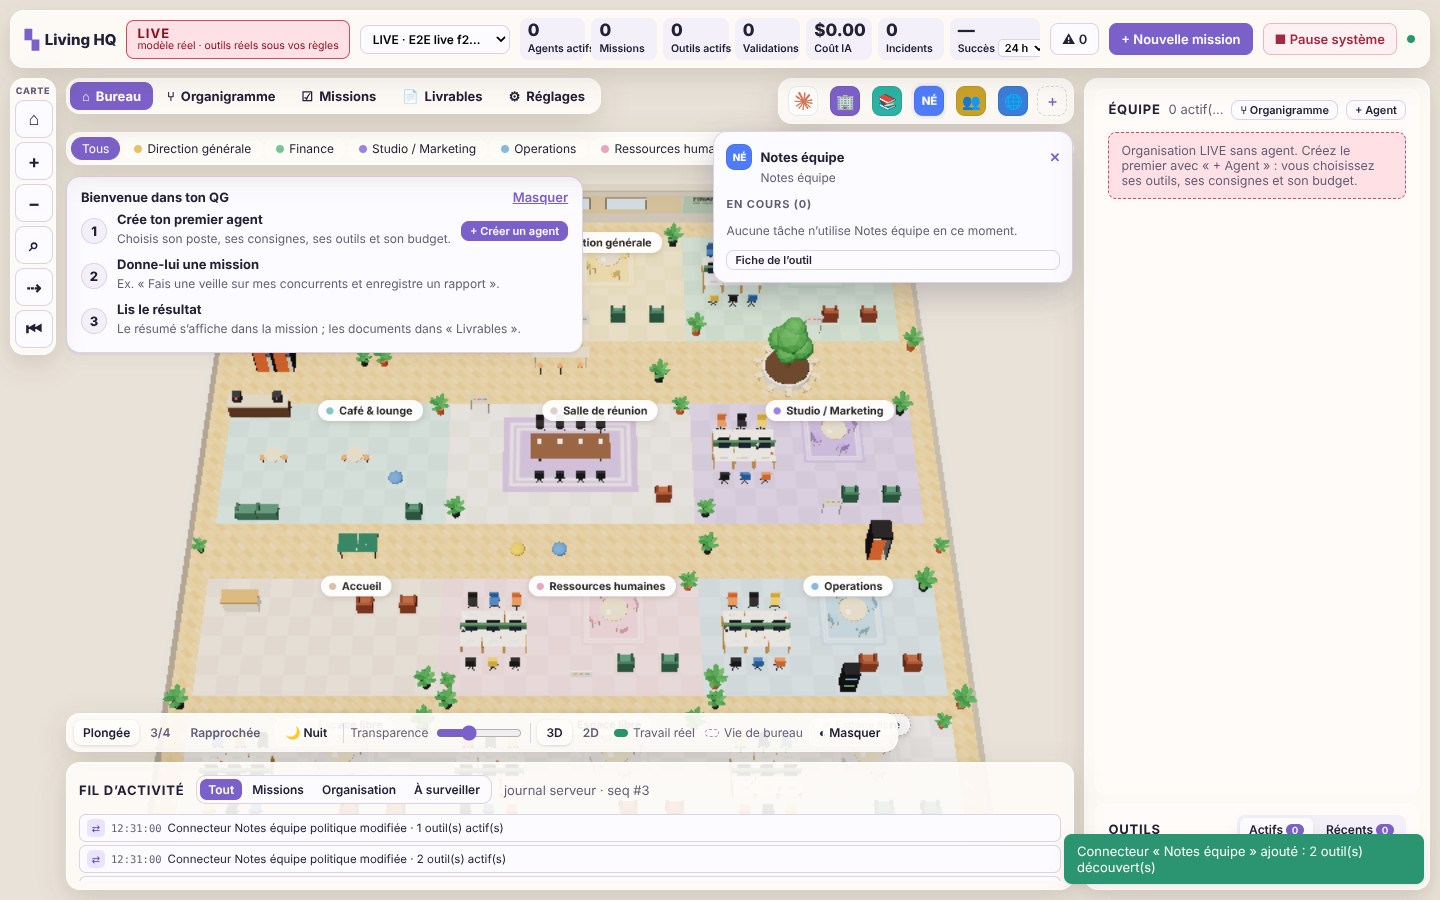 Living HQ
LIVE
modèle réel · outils réels sous vos règles
LIVE · E2E live f2...
0
Agents actifs
0
Missions
0
Outils actifs
0
Validations
$0.00
Coût IA
0
Incidents
—
Succès
24 h
0
+ Nouvelle mission
Pause système
CARTE
Bureau
Organigramme
Missions
Livrables
Réglages
NÉ
+
Tous
Direction générale
Finance
Studio / Marketing
Operations
Ressources huma
Bienvenue dans ton QG
Masquer
1
Crée ton premier agent
Choisis son poste, ses consignes, ses outils et son budget.
+ Créer un agent
2
Donne-lui une mission
Ex. « Fais une veille sur mes concurrents et enregistre un rapport ».
3
Lis le résultat
Le résumé s’affiche dans la mission ; les documents dans « Livrables ».
NÉ
Notes équipe
×
Notes équipe
EN COURS (0)
Aucune tâche n’utilise Notes équipe en ce moment.
Fiche de l’outil
tion générale
Café & lounge
Salle de réunion
Studio / Marketing
Accueil
Ressources humaines
Operations
Espace libre
Espace libre
Plongée
3/4
Rapprochée
Nuit
Transparence
3D
2D
Travail réel
Vie de bureau
Masquer
FIL D’ACTIVITÉ
Tout
Missions
Organisation
À surveiller
journal serveur · seq #3
12:31:00 Connecteur Notes équipe politique modifiée · 1 outil(s) actif(s)
12:31:00 Connecteur Notes équipe politique modifiée · 2 outil(s) actif(s)
ÉQUIPE
0 actif(...
Organigramme
+ Agent
Organisation LIVE sans agent. Créez le
premier avec « + Agent » : vous choisissez
ses outils, ses consignes et son budget.
OUTILS
Actifs 0
Récents 0
Connecteur « Notes équipe » ajouté : 2 outil(s)
découvert(s)